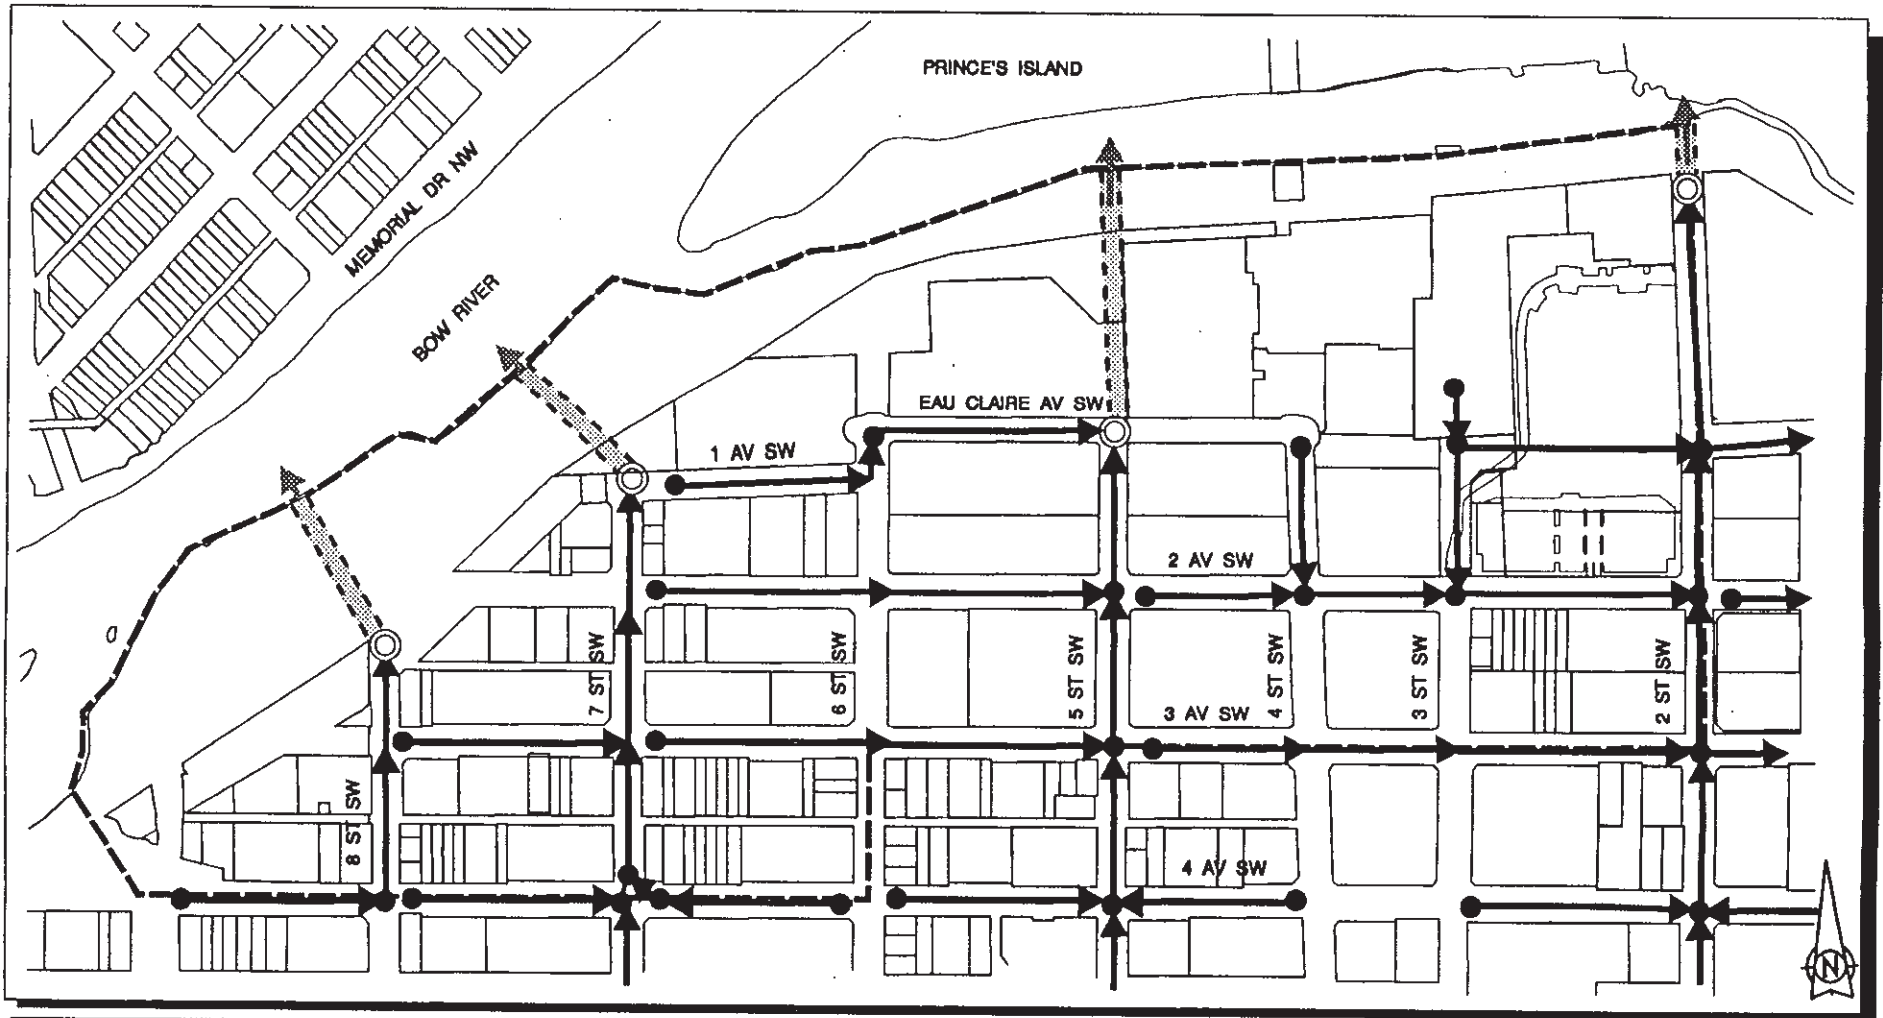 PRINCE'S ISLAND
MEMORIAL DR NW
BOW RIVER
EAU CLAIRE AV SW
1 AV SW
2 AV SW
7 ST SW
6 ST SW
5 ST SW
4 ST SW
3 ST SW
2 ST SW
3 AV SW
8 ST SW
4 AV SW
N